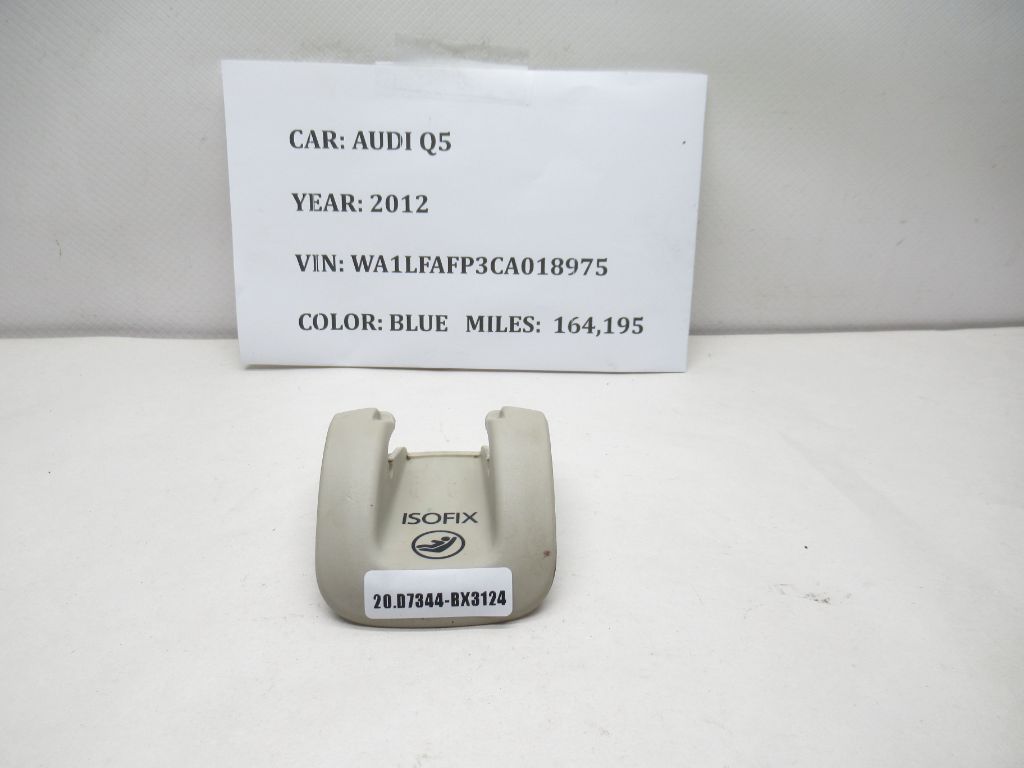 CAR: AUDI Q5
YEAR: 2012
VIN: WA1LFAFP3CA018975
COLOR: BLUE MILES: 164,195
ISOFIX
20.D7344-BX3124